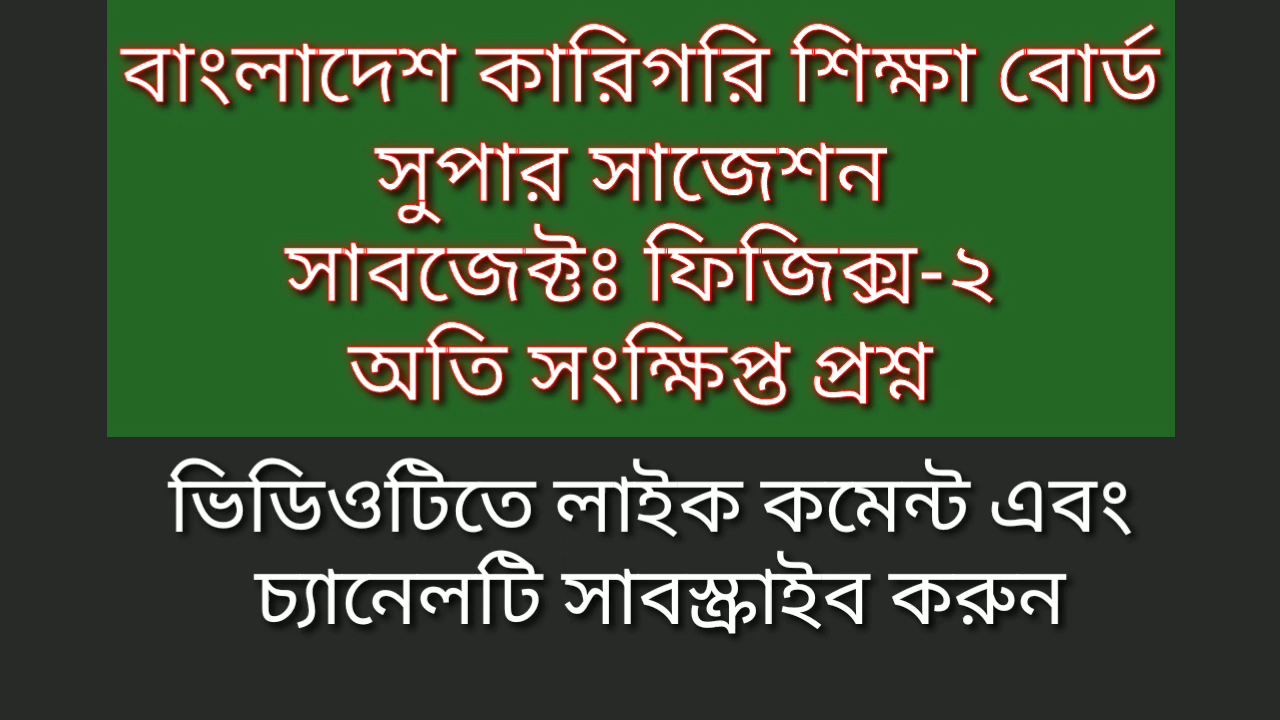 বাংলাদেশ কারিগরি শিক্ষা বোর্ড
সুপার সাজেশন
সাবজেক্টঃ ফিজিক্স-২
অতি সংক্ষিপ্ত প্রশ্ন
ভিডিওটিতে লাইক কমেন্ট এবং
চ্যানেলটি সাবস্ক্রাইব করুন